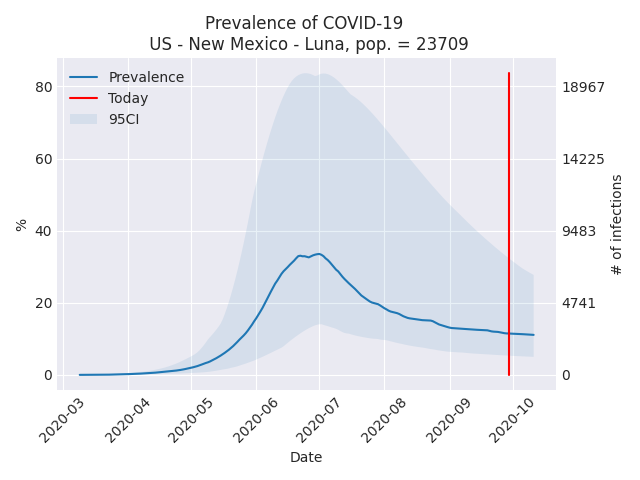 Prevalence of COVID-19
US - New Mexico - Luna, pop. = 23709
Prevalence
Today
95CI
80
60
40
20
0
%
18967
14225
9483
4741
0
# of infections
2020-03
2020-04
2020-05
2020-06
2020-07
2020-08
2020-09
2020-10
Date